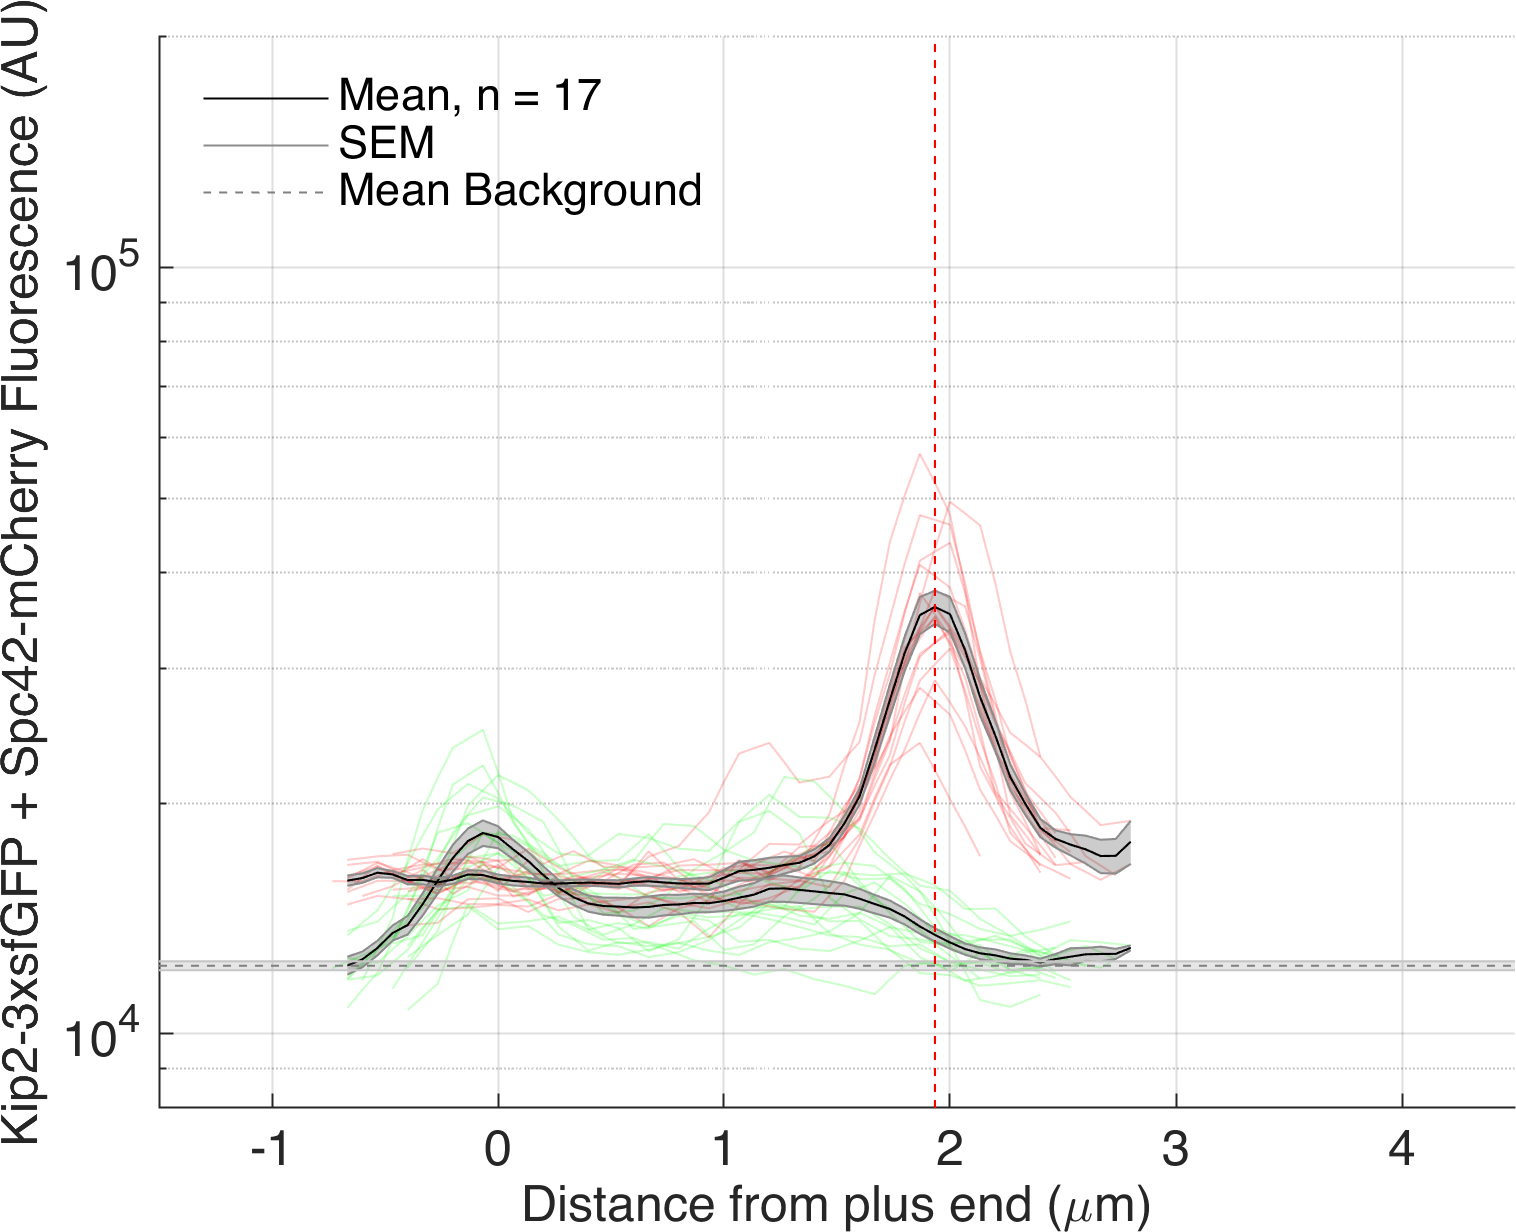 Kip2-3xsfGFP + Spc42-mCherry Fluorescence (AU)
Mean, n = 17
SEM
Mean Background
10^5
10^4
-1 0 1 2 3 4
Distance from plus end (μm)